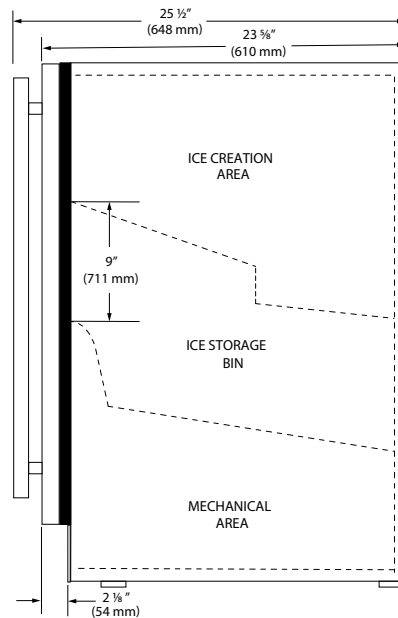 25 ½”
(648 mm)
23 ⅝”
(610 mm)
ICE CREATION
AREA
9”
(711 mm)
ICE STORAGE
BIN
MECHANICAL
AREA
2 ⅛ ”
(54 mm)